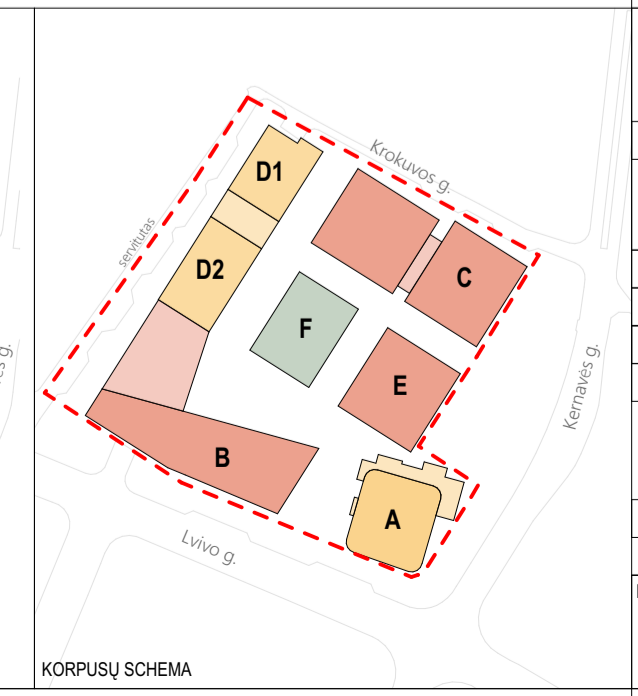 Krokuvos g.
D1
servitutas
D2
C
F
E
Kernavės g.
B
A
Lvivo g.
KORPUSŲ SCHEMA